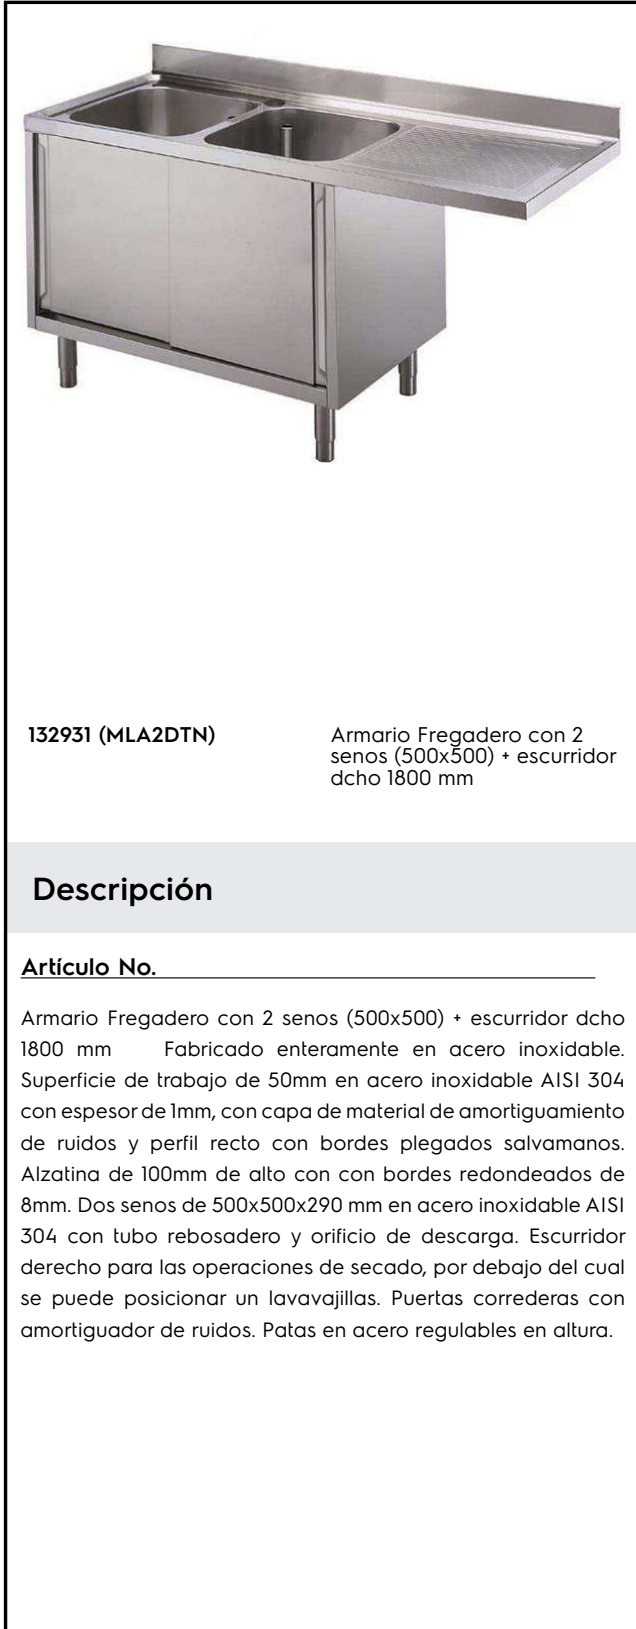 132931 (MLA2DTN)
Armario Fregadero con 2
senos (500x500) + escurridor
dcho 1800 mm
Descripción
Artículo No.
Armario Fregadero con 2 senos (500x500) + escurridor dcho
1800 mm Fabricado enteramente en acero inoxidable.
Superficie de trabajo de 50mm en acero inoxidable AISI 304
con espesor de 1mm, con capa de material de amortiguamiento
de ruidos y perfil recto con bordes plegados salvamanos.
Alzatina de 100mm de alto con con bordes redondeados de
8mm. Dos senos de 500x500x290 mm en acero inoxidable AISI
304 con tubo rebosadero y orificio de descarga. Escurridor
derecho para las operaciones de secado, por debajo del cual
se puede posicionar un lavavajillas. Puertas correderas con
amortiguador de ruidos. Patas en acero regulables en altura.